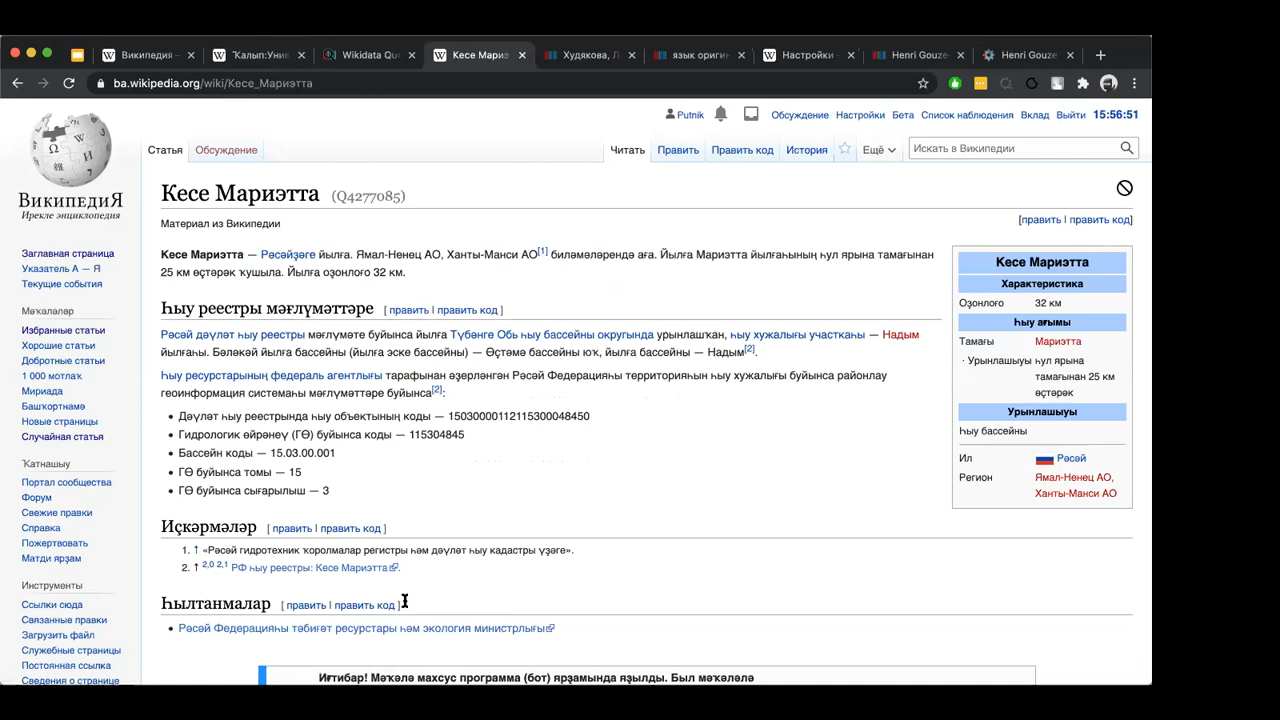 Википедия –
"Калып:Уни
Wikidata Qu
Кесе Мариэ
Худякова, Л
язык ориги
Настройки
Henri Gouze
Henri Gouze
ba.wikipedia.org/wiki/Кесе_Мариэтта
Putnik
Обсуждение Настройки Бета Список наблюдения Вклад Выйти 15:56:51
Статья Обсуждение Читать Править Править код История Ещё Искать в Википедии
ВикипедиЯ
Ирекле энциклопедия
Заглавная страница
Указатель А — Я
Текущие события
Мәҡәләләр
Избранные статьи
Хорошие статьи
Добротные статьи
1 000 мотлаҡ
Мириада
Башҡортнамә
Новые страницы
Случайная статья
Ҡатнашыу
Портал сообщества
Форум
Свежие правки
Справка
Пожертвовать
Матди ярҙам
Инструменты
Ссылки сюда
Связанные правки
Загрузить файл
Служебные страницы
Постоянная ссылка
Сведения о странице
Кесе Мариэтта (Q4277085)
Материал из Википедии
[править | править код]
Кесе Мариэтта — Рәсәйҙәге йылға. Ямал-Ненец АО, Ханты-Манси АО[1] биләмәләрендә аға. Йылға Мариэтта йылғаһының һул ярына тамағынан
25 км өҫтәрәк ҡушыла. Йылға оҙонлого 32 км.
Һыу реестры мәғлүмәттәре [ править | править код ]
Рәсәй дәүләт һыу реестры мәғлүмәте буйынса йылға Түбәнге Обь һыу бассейны округында урынлашҡан, һыу хужалығы участкаһы — Надым
йылғаһы. Бәләкәй йылға бассейны (йылға эске бассейны) — Өҫтәмә бассейны юҡ, йылға бассейны — Надым[2].
Һыу ресурстарының федераль агентлығы тарафынан әҙерләнгән Рәсәй Федерацияһы территорияһын һыу хужалығы буйынса районлау
геоинформация системаһы мәғлүмәттәре буйынса[2]:
• Дәүләт һыу реестрында һыу объектының коды — 15030000112115300048450
• Гидрологик өйрәнеү (ГӨ) буйынса коды — 115304845
• Бассейн коды — 15.03.00.001
• ГӨ буйынса томы — 15
• ГӨ буйынса сығарылыш — 3
Иҫкәрмәләр [ править | править код ]
1. ↑ «Рәсәй гидротехник ҡоролмалар регистры һәм дәүләт һыу кадастры үҙәге».
2. ↑ 2,0 2,1 РФ һыу реестры: Кесе Мариэтта.
Һылтанмалар [ править | править код ]
• Рәсәй Федерацияһы тәбиғәт ресурстары һәм экология министрлығы
Иғтибар! Мәҡәлә махсус программа (бот) ярҙамында яҙылды. Был мәҡәләлә
Кесе Мариэтта
Характеристика
Оҙонлого 32 км
Һыу ағымы
Тамағы Мариэтта
· Урынлашыуы һул ярына
тамағынан 25 км
өҫтәрәк
Урынлашыуы
Һыу бассейны
Ил Рәсәй
Регион Ямал-Ненец АО,
Ханты-Манси АО